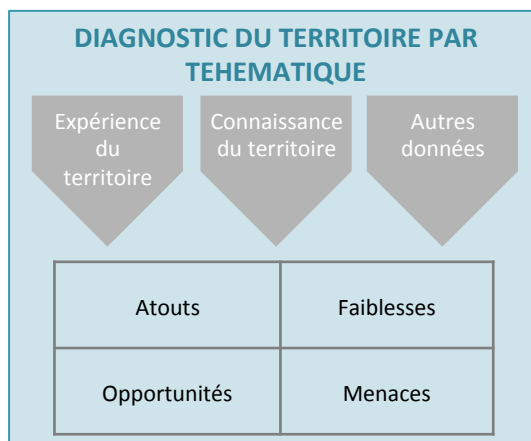 DIAGNOSTIC DU TERRITOIRE PAR
TEHEMATIQUE
Expérience
du
territoire
Connaissance
du territoire
Autres
données
Atouts
Faiblesses
Opportunités
Menaces